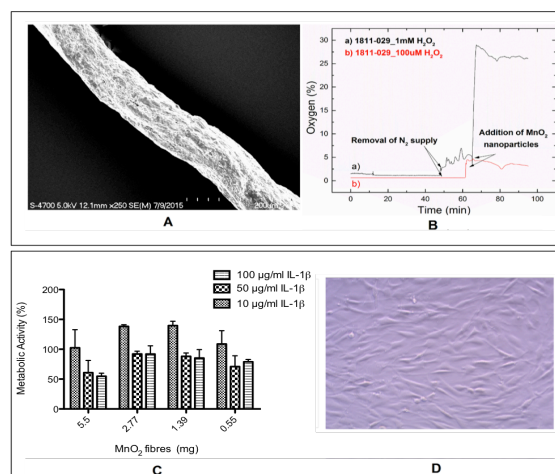 S-4700 5.0kV 12.1mm x250 SE(M) 7/9/2015
200um
A
a) 1811-029_1mM H₂O₂
b) 1811-029_100uM H₂O₂
Oxygen (%)
30
25
20
15
10
5
0
Removal of N₂ supply
Addition of MnO₂
nanoparticles
a)
b)
0 20 40 60 80 100
Time (min)
B
100 µg/ml IL-1β
50 µg/ml IL-1β
10 µg/ml IL-1β
Metabolic Activity (%)
200
150
100
50
0
5.5 2.77 1.39 0.55
MnO₂ fibres (mg)
C
D